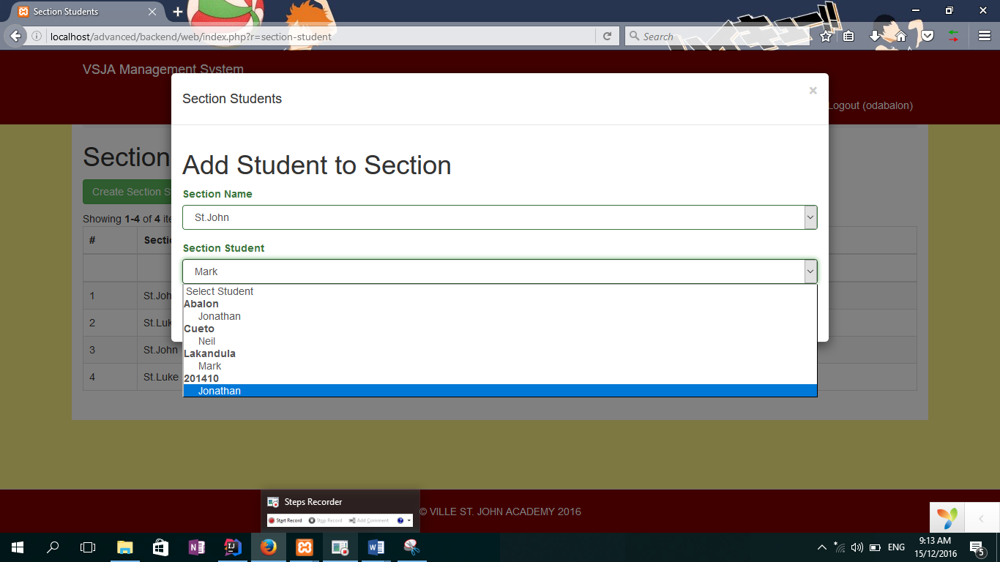 Section Students
localhost/advanced/backend/web/index.php?r=section-student
Search
VSJA Management System
Section Students
×
Logout (odabalon)
Section
Add Student to Section
Create Section S
Section Name
Showing 1-4 of 4 ite
St.John
# Secti
Section Student
Mark
Select Student
Abalon
Jonathan
Cueto
Neil
Lakandula
Mark
201410
Jonathan
1 St.Joh
2 St.Luk
3 St.John
4 St.Luke
Steps Recorder
Start Record Stop Record Add Comment
© VILLE ST. JOHN ACADEMY 2016
ENG
9:13 AM
15/12/2016
5